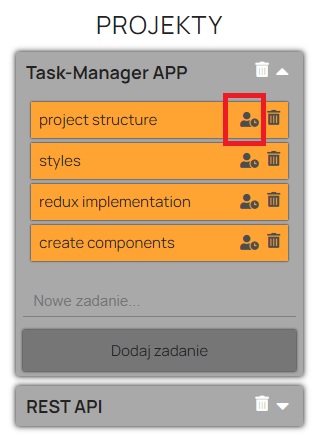 PROJEKTY
Task-Manager APP
project structure
styles
redux implementation
create components
Nowe zadanie...
Dodaj zadanie
REST API